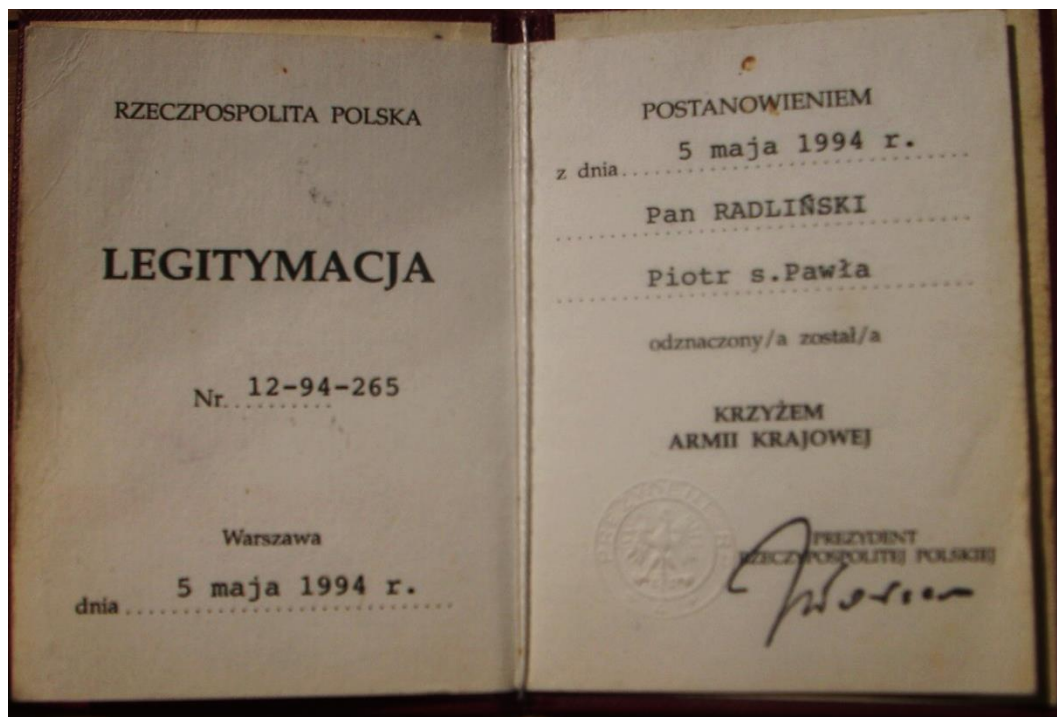 RZECZPOSPOLITA POLSKA
LEGITYMACJA
Nr. 12-94-265
Warszawa
dnia 5 maja 1994 r.
POSTANOWIENIEM
z dnia 5 maja 1994 r.
Pan RADLIŃSKI
Piotr s.Pawła
odznaczony/a został/a
KRZYŻEM
ARMII KRAJOWEJ
PREZYDENT
RZECZYPOSPOLITEJ POLSKIEJ